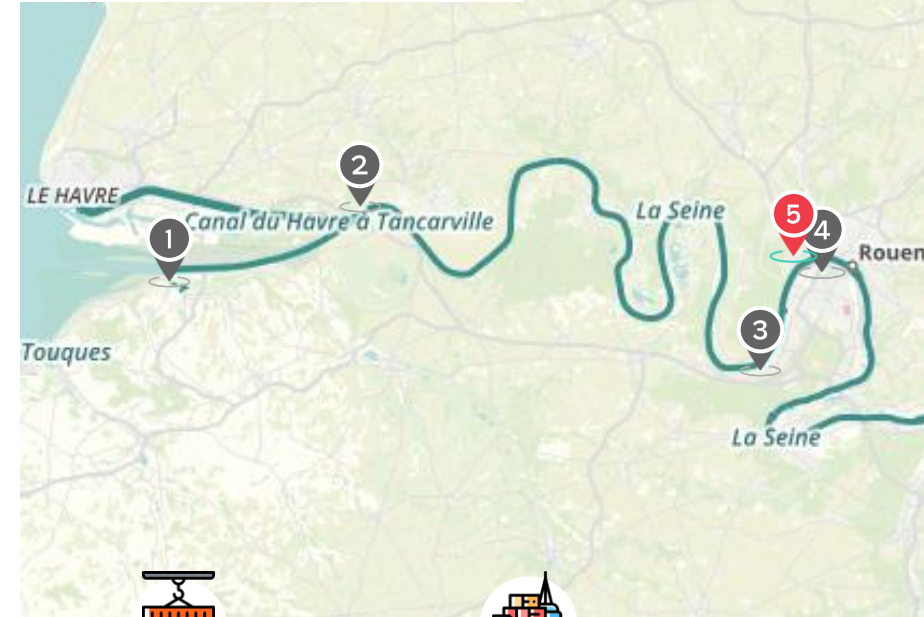 2
LE HAVRE
Canal du Havre à Tancarville
La Seine
5
4
1
Rouen
3
Touques
La Seine